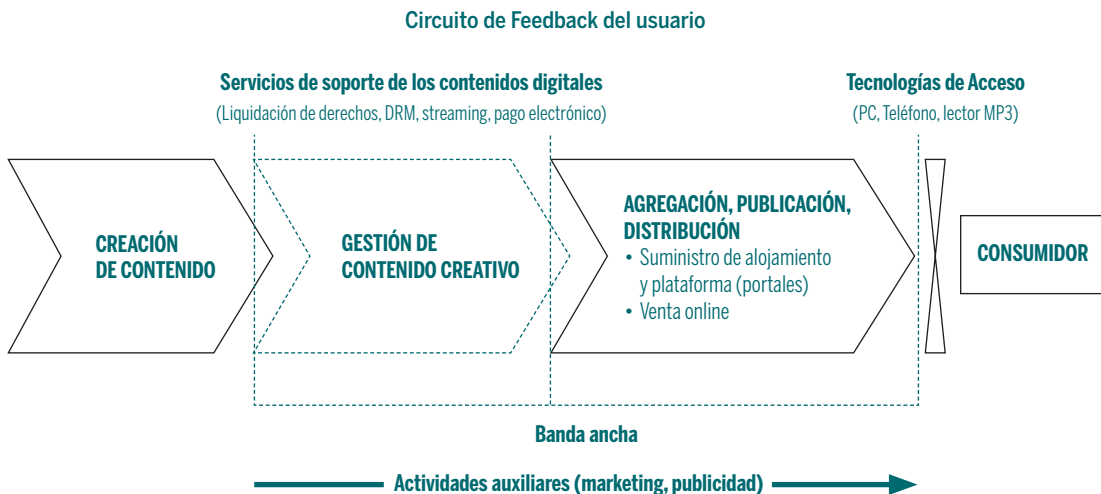 Circuito de Feedback del usuario
Servicios de soporte de los contenidos digitales
(Liquidación de derechos, DRM, streaming, pago electrónico)
Tecnologías de Acceso
(PC, Teléfono, lector MP3)
CREACIÓN
DE CONTENIDO
GESTIÓN DE
CONTENIDO CREATIVO
AGREGACIÓN, PUBLICACIÓN,
DISTRIBUCIÓN
• Suministro de alojamiento
y plataforma (portales)
• Venta online
CONSUMIDOR
Banda ancha
Actividades auxiliares (marketing, publicidad)